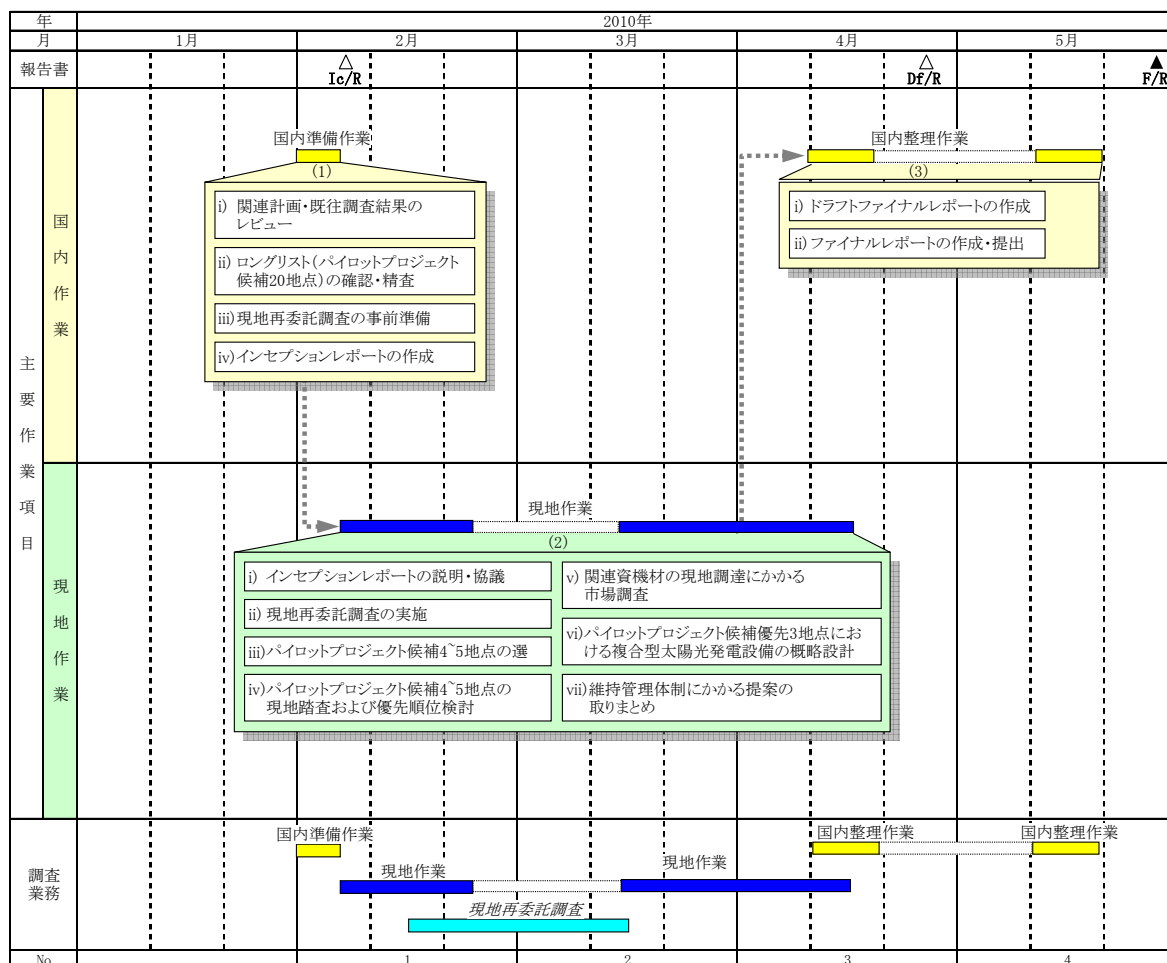 年
2010年
月
1月
2月
3月
4月
5月
報告書
△
Ic/R
△
Df/R
▲
F/R
主要作業項目
国内作業
国内準備作業
(1)
i) 関連計画・既往調査結果の
レビュー
ii) ロングリスト(パイロットプロジェクト
候補20地点)の確認・精査
iii) 現地再委託調査の事前準備
iv) インセプションレポートの作成
国内整理作業
(3)
i) ドラフトファイナルレポートの作成
ii) ファイナルレポートの作成・提出
現地作業
現地作業
(2)
i) インセプションレポートの説明・協議
ii) 現地再委託調査の実施
iii) パイロットプロジェクト候補4~5地点の選
iv) パイロットプロジェクト候補4~5地点の
現地踏査および優先順位検討
v) 関連資機材の現地調達にかかる
市場調査
vi) パイロットプロジェクト候補優先3地点にお
ける複合型太陽光発電設備の概略設計
vii) 維持管理体制にかかる提案の
取りまとめ
調査
業務
国内準備作業
現地作業
現地再委託調査
現地作業
国内整理作業
国内整理作業
No
1
2
3
4